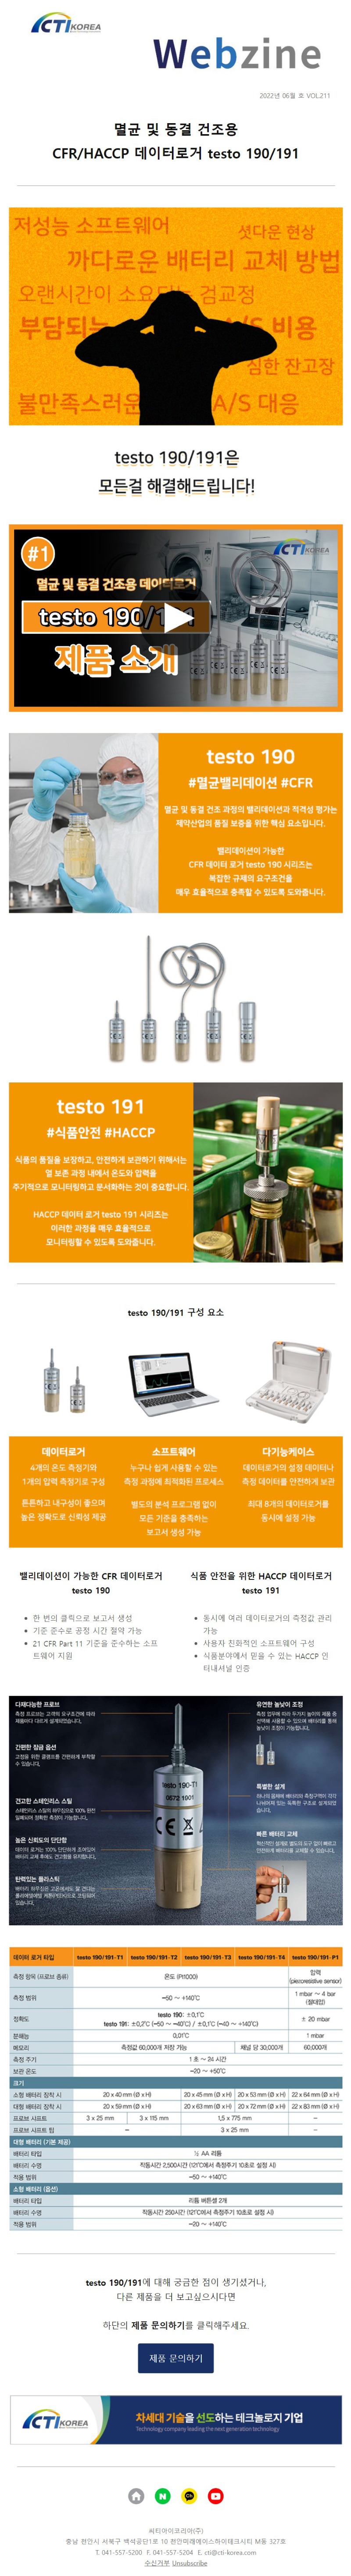 CTI KOREA
Webzine
2022년 06월 호 VOL.211
멸균 및 동결 건조용
CFR/HACCP 데이터로거 testo 190/191
저성능 소프트웨어
셧다운 현상
까다로운 배터리 교체 방법
오랜시간이 소요되는 검교정
부담되는 A/S 비용
심한 잔고장
불만족스러운 A/S 대응
testo 190/191은
모든걸 해결해드립니다!
#1
CTI KOREA
멸균 및 동결 건조용 데이터로거
testo 190/191
제품 소개
testo 190
#멸균밸리데이션 #CFR
멸균 및 동결 건조 과정의 밸리데이션과 적격성 평가는
제약산업의 품질 보증을 위한 핵심 요소입니다.
밸리데이션이 가능한
CFR 데이터 로거 testo 190 시리즈는
복잡한 규제의 요구조건을
매우 효율적으로 충족할 수 있도록 도와줍니다.
testo 191
#식품안전 #HACCP
식품의 품질을 보장하고, 안전하게 보관하기 위해서는
열 보존 과정 내에서 온도와 압력을
주기적으로 모니터링하고 문서화하는 것이 중요합니다.
HACCP 데이터 로거 testo 191 시리즈는
이러한 과정을 매우 효율적으로
모니터링할 수 있도록 도와줍니다.
testo 190/191 구성 요소
데이터로거
4개의 온도 측정기와
1개의 압력 측정기로 구성
튼튼하고 내구성이 좋으며
높은 정확도로 신뢰성 제공
소프트웨어
누구나 쉽게 사용할 수 있는
측정 과정에 최적화된 프로세스
별도의 분석 프로그램 없이
모든 기준을 충족하는
보고서 생성 가능
다기능케이스
데이터로거의 설정 데이터나
측정 데이터를 안전하게 보관
최대 8개의 데이터로거를
동시에 설정 가능
밸리데이션이 가능한 CFR 데이터로거
testo 190
• 한 번의 클릭으로 보고서 생성
• 기준 준수로 공정 시간 절약 가능
• 21 CFR Part 11 기준을 준수하는 소프
트웨어 지원
식품 안전을 위한 HACCP 데이터로거
testo 191
• 동시에 여러 데이터로거의 측정값 관리
가능
• 사용자 친화적인 소프트웨어 구성
• 식품분야에서 믿을 수 있는 HACCP 인
터내셔널 인증
다재다능한 프로브
측정 프로브는 고객의 요구조건에 따라
제품마다 다르게 설계되었습니다.
간편한 잠금 옵션
견고한 스테인리스 스틸
높은 신뢰도의 단단함
탄력있는 플라스틱
testo 190-T1
0572 1901
유연한 높낮이 조정
특별한 설계
빠른 배터리 교체
데이터 로거 타입 testo 190/191-T1 testo 190/191-T2 testo 190/191-T3 testo 190/191-T4 testo 190/191-P1
측정 항목 (프로브 종류) 온도 (Pt1000) 압력 (piezoresistive sensor)
측정 범위 -50 ~ +140℃ 1 mbar ~ 4 bar (절대압)
정확도 testo 190: ±0,1℃ ± 20 mbar
testo 191: ±0,2℃ (-50 ~ -40℃) / ±0,1℃ (-40 ~ +140℃)
분해능 0,01℃ 1 mbar
메모리 측정값 60,000개 저장 가능 채널 당 30,000개 60,000개
측정 주기 1 초 ~ 24 시간
보관 온도 -20 ~ +50℃
크기
소형 배터리 장착 시 20 x 40 mm (Ø x H) 20 x 45 mm (Ø x H) 20 x 53 mm (Ø x H) 22 x 64 mm (Ø x H)
대형 배터리 장착 시 20 x 59 mm (Ø x H) 20 x 63 mm (Ø x H) 20 x 72 mm (Ø x H) 22 x 83 mm (Ø x H)
프로브 샤프트 3 x 25 mm 3 x 115 mm 1,5 x 775 mm -
프로브 샤프트 팁 - 3 x 25 mm -
대형 배터리 (기본 제공)
배터리 타입 ½ AA 리튬
배터리 수명 작동시간 2,500시간 (121℃에서 측정주기 10초로 설정 시)
적용 범위 -50 ~ +140℃
소형 배터리 (옵션)
배터리 타입 리튬 버튼셀 2개
배터리 수명 작동시간 250시간 (121℃에서 측정주기 10초로 설정 시)
적용 범위 -20 ~ +140℃
testo 190/191에 대해 궁금한 점이 생기셨거나,
다른 제품을 더 보고싶으시다면
하단의 제품 문의하기를 클릭해주세요.
제품 문의하기
CTI KOREA
차세대 기술을 선도하는 테크놀로지 기업
Technology company leading the next generation technology
씨티아이코리아(주)
충남 천안시 서북구 백석공단1로 10 천안미래에이스하이테크시티 M동 327호
T. 041-557-5200 F. 041-557-5204 E. cti@cti-korea.com
수신거부 Unsubscribe